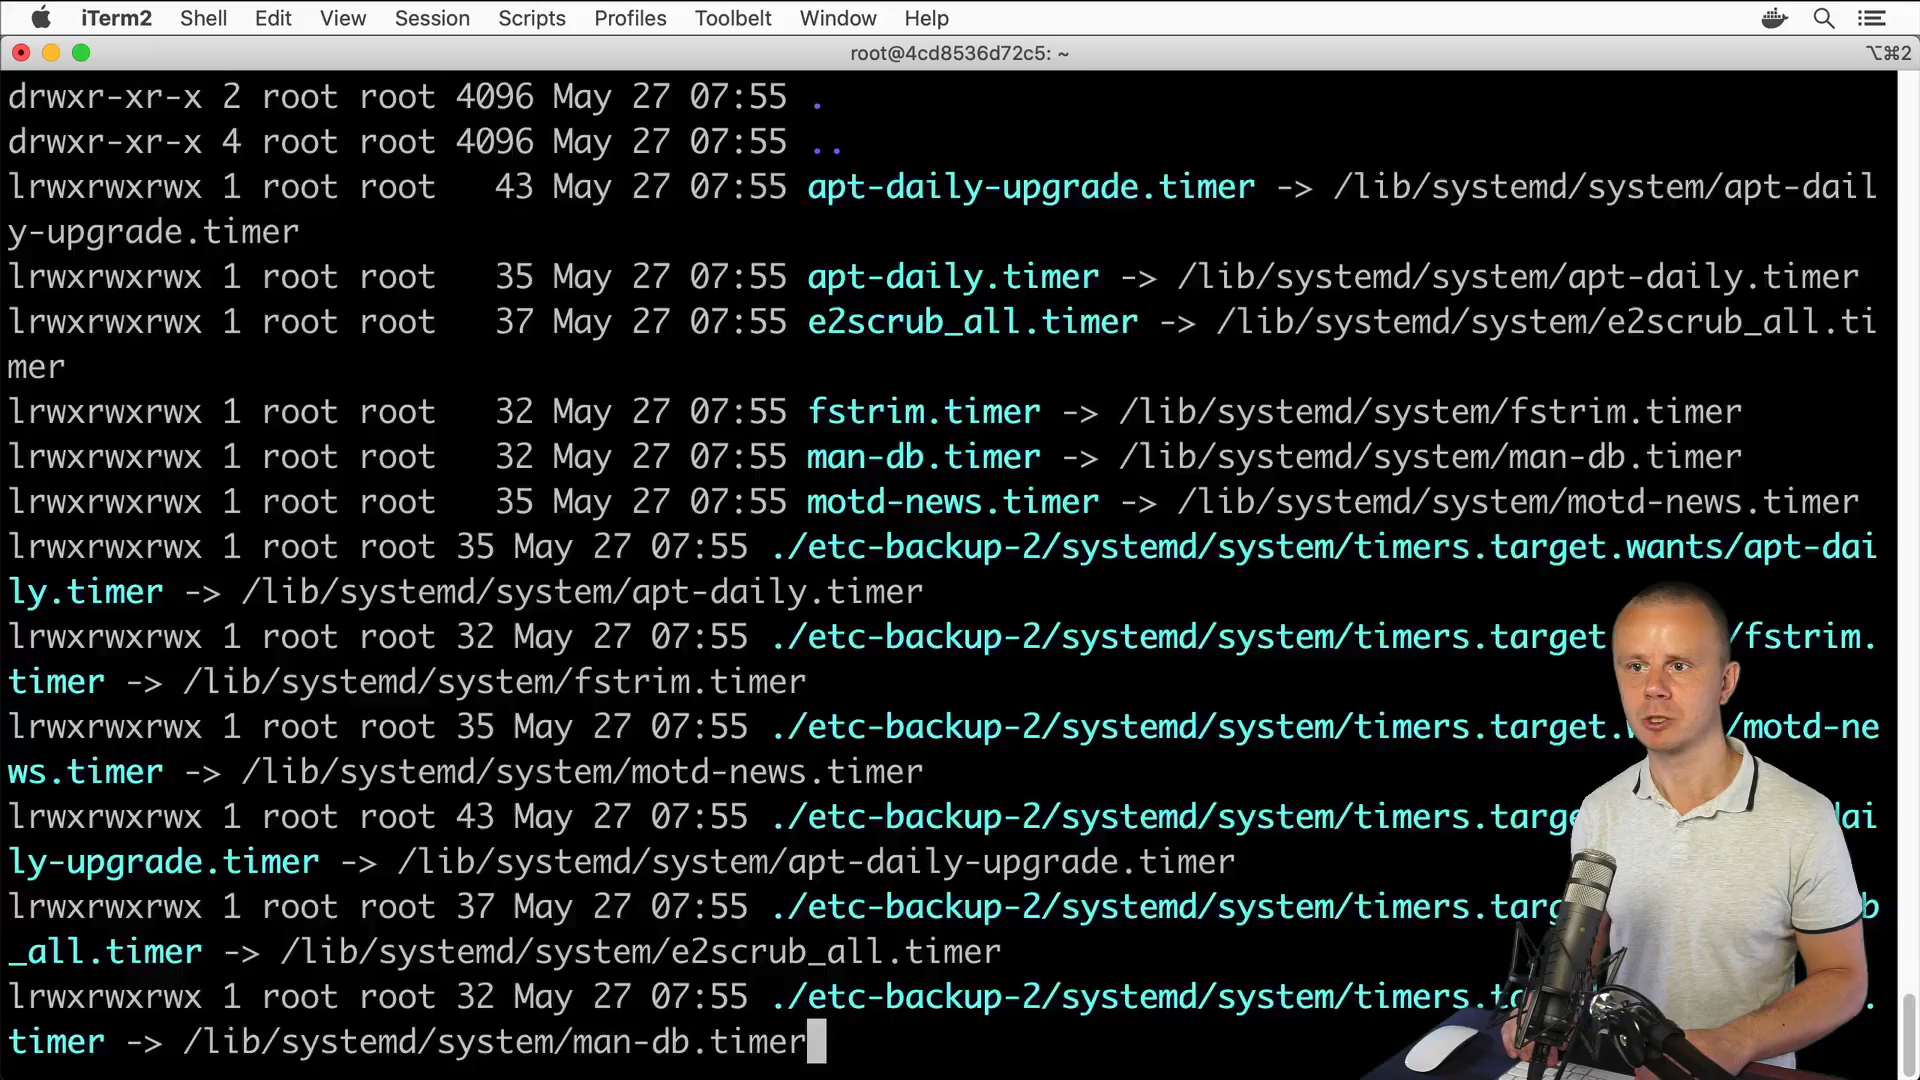 iTerm2 Shell Edit View Session Scripts Profiles Toolbelt Window Help
root@4cd8536d72c5: ~ ⌥⌘2
drwxr-xr-x 2 root root 4096 May 27 07:55 .
drwxr-xr-x 4 root root 4096 May 27 07:55 ..
lrwxrwxrwx 1 root root   43 May 27 07:55 apt-daily-upgrade.timer -> /lib/systemd/system/apt-dail
y-upgrade.timer
lrwxrwxrwx 1 root root   35 May 27 07:55 apt-daily.timer -> /lib/systemd/system/apt-daily.timer
lrwxrwxrwx 1 root root   37 May 27 07:55 e2scrub_all.timer -> /lib/systemd/system/e2scrub_all.ti
mer
lrwxrwxrwx 1 root root   32 May 27 07:55 fstrim.timer -> /lib/systemd/system/fstrim.timer
lrwxrwxrwx 1 root root   32 May 27 07:55 man-db.timer -> /lib/systemd/system/man-db.timer
lrwxrwxrwx 1 root root   35 May 27 07:55 motd-news.timer -> /lib/systemd/system/motd-news.timer
lrwxrwxrwx 1 root root 35 May 27 07:55 ./etc-backup-2/systemd/system/timers.target.wants/apt-dai
ly.timer -> /lib/systemd/system/apt-daily.timer
lrwxrwxrwx 1 root root 32 May 27 07:55 ./etc-backup-2/systemd/system/timers.target. /fstrim.
timer -> /lib/systemd/system/fstrim.timer
lrwxrwxrwx 1 root root 35 May 27 07:55 ./etc-backup-2/systemd/system/timers.target. /motd-ne
ws.timer -> /lib/systemd/system/motd-news.timer
lrwxrwxrwx 1 root root 43 May 27 07:55 ./etc-backup-2/systemd/system/timers.targe dai
ly-upgrade.timer -> /lib/systemd/system/apt-daily-upgrade.timer
lrwxrwxrwx 1 root root 37 May 27 07:55 ./etc-backup-2/systemd/system/timers.targ b
_all.timer -> /lib/systemd/system/e2scrub_all.timer
lrwxrwxrwx 1 root root 32 May 27 07:55 ./etc-backup-2/systemd/system/timers. .
timer -> /lib/systemd/system/man-db.timer